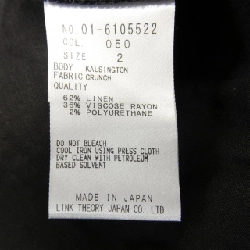 NO. 01-6105522
COL. 050
SIZE 2
BODY KALSINGTON
FABRIC CRUNCH
QUALITY
62% LINEN
36% VISCOSE RAYON
2% POLYURETHANE
DO NOT BLEACH
COOL IRON USING PRESS CLOTH
DRY CLEAN WITH PETROLEUM
BASED SOLVENT
MADE IN JAPAN
LINK THEORY JAPAN CO., LTD